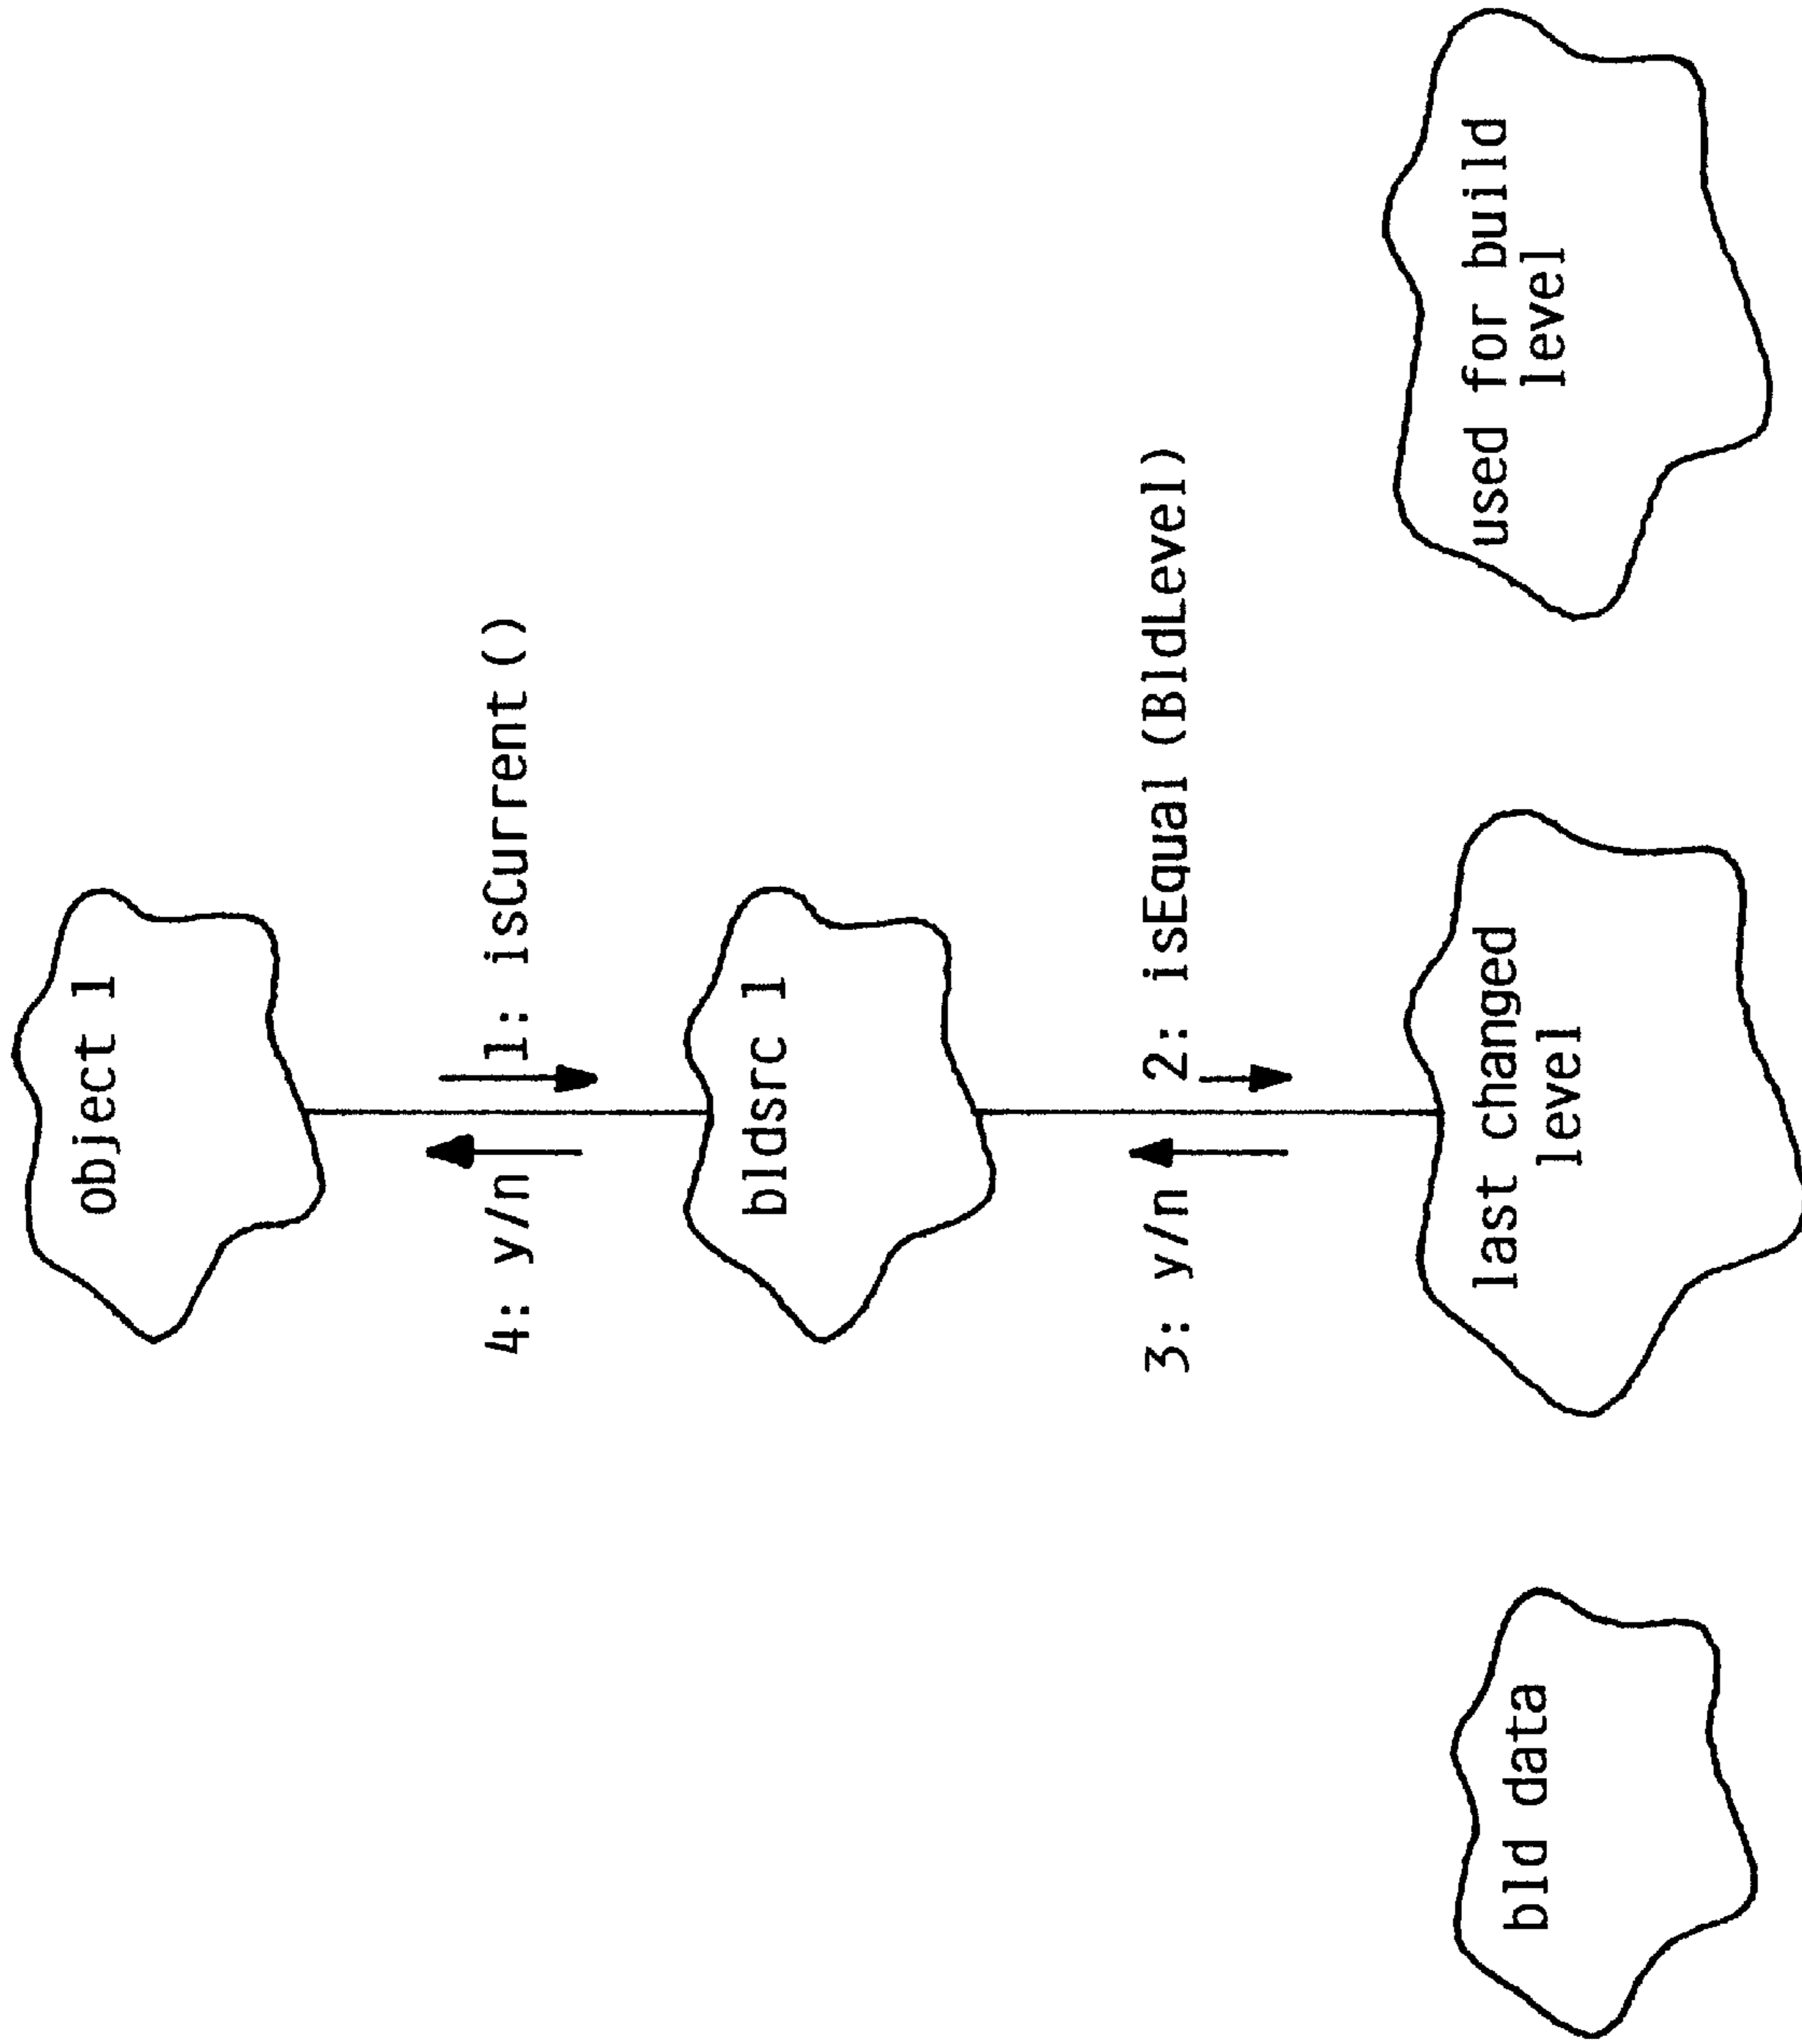 object 1
4: y/n
1: isCurrent()
bldsrc 1
3: y/n
2: isEqual(BldLevel)
bld data
last changed
level
used for build
level